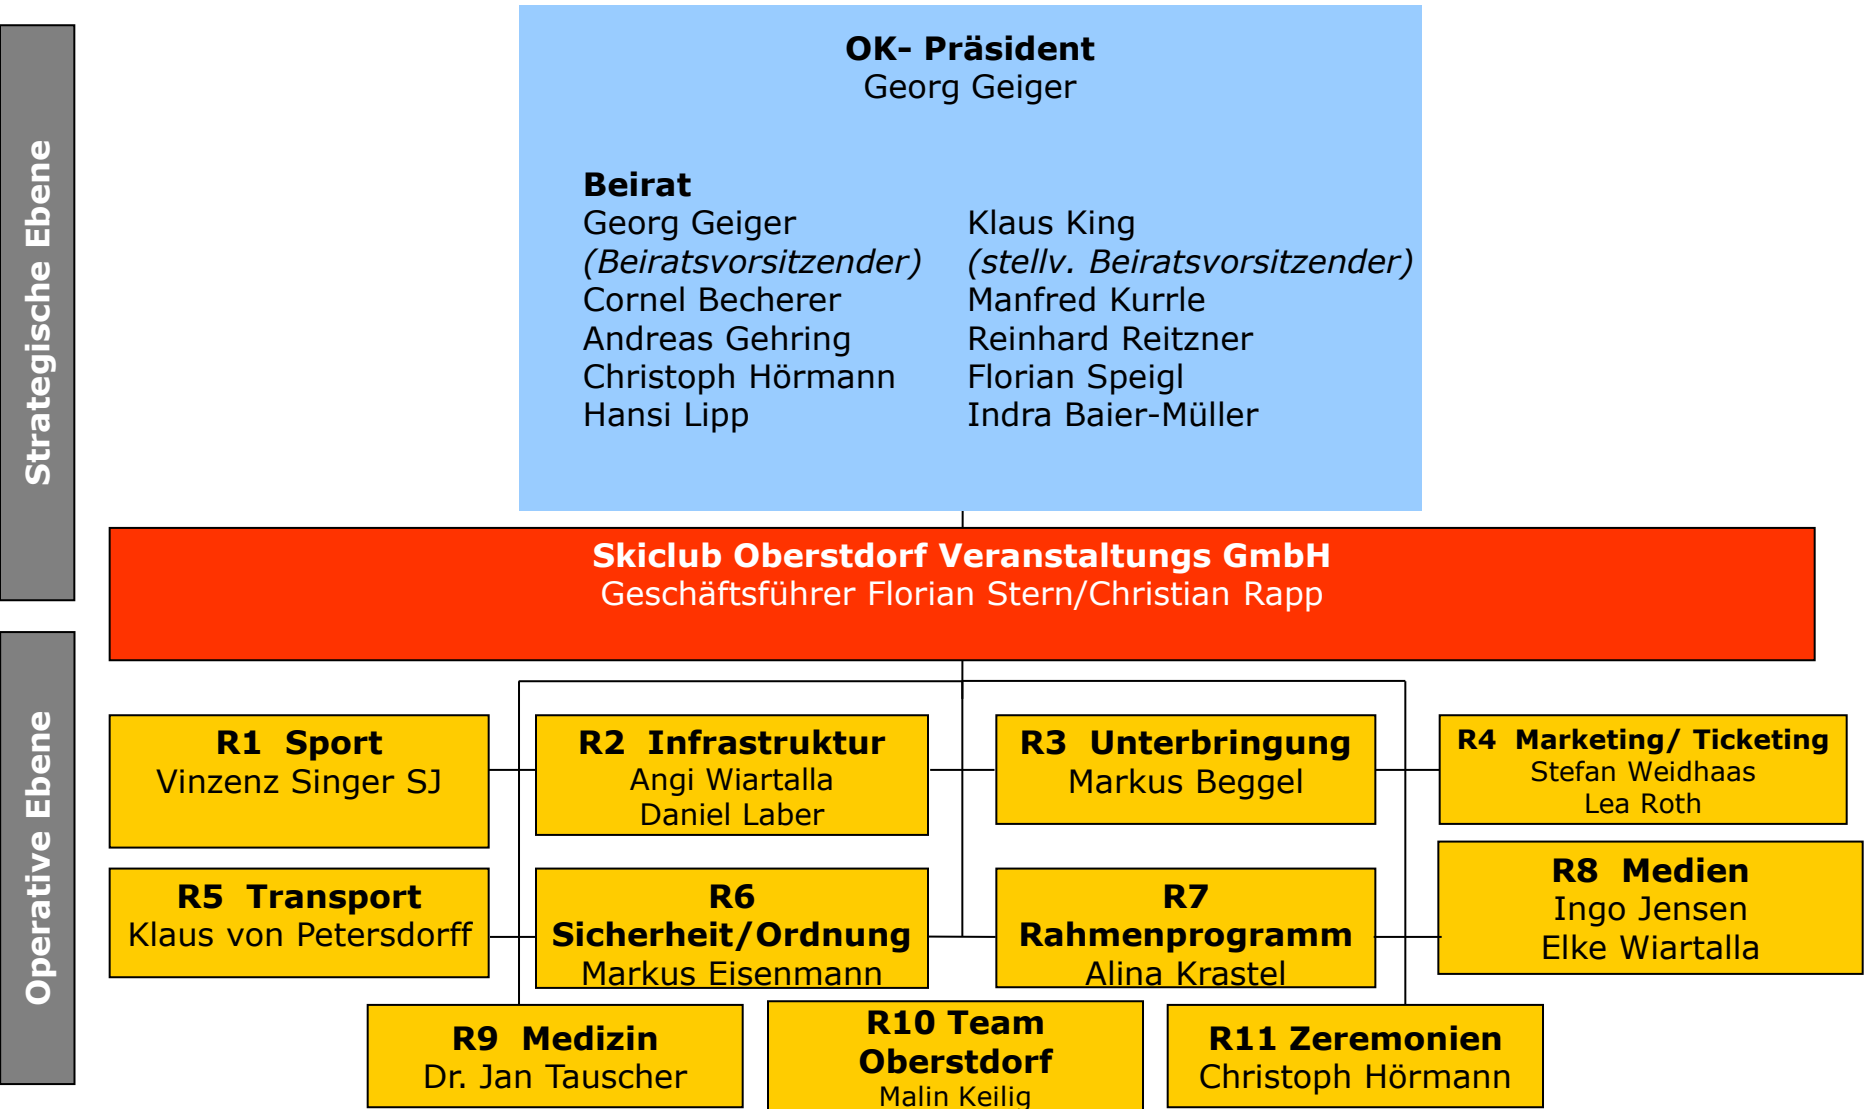 Strategische Ebene
OK- Präsident
Georg Geiger
Beirat
Georg Geiger
(Beiratsvorsitzender)
Cornel Becherer
Andreas Gehring
Christoph Hörmann
Hansi Lipp
Klaus King
(stellv. Beiratsvorsitzender)
Manfred Kurrle
Reinhard Reitzner
Florian Speigl
Indra Baier-Müller
Skiclub Oberstdorf Veranstaltungs GmbH
Geschäftsführer Florian Stern/Christian Rapp
Operative Ebene
R1 Sport
Vinzenz Singer SJ
R2 Infrastruktur
Angi Wiartalla
Daniel Laber
R3 Unterbringung
Markus Beggel
R4 Marketing/ Ticketing
Stefan Weidhaas
Lea Roth
R5 Transport
Klaus von Petersdorff
R6
Sicherheit/Ordnung
Markus Eisenmann
R7
Rahmenprogramm
Alina Krastel
R8 Medien
Ingo Jensen
Elke Wiartalla
R9 Medizin
Dr. Jan Tauscher
R10 Team
Oberstdorf
Malin Keilig
R11 Zeremonien
Christoph Hörmann